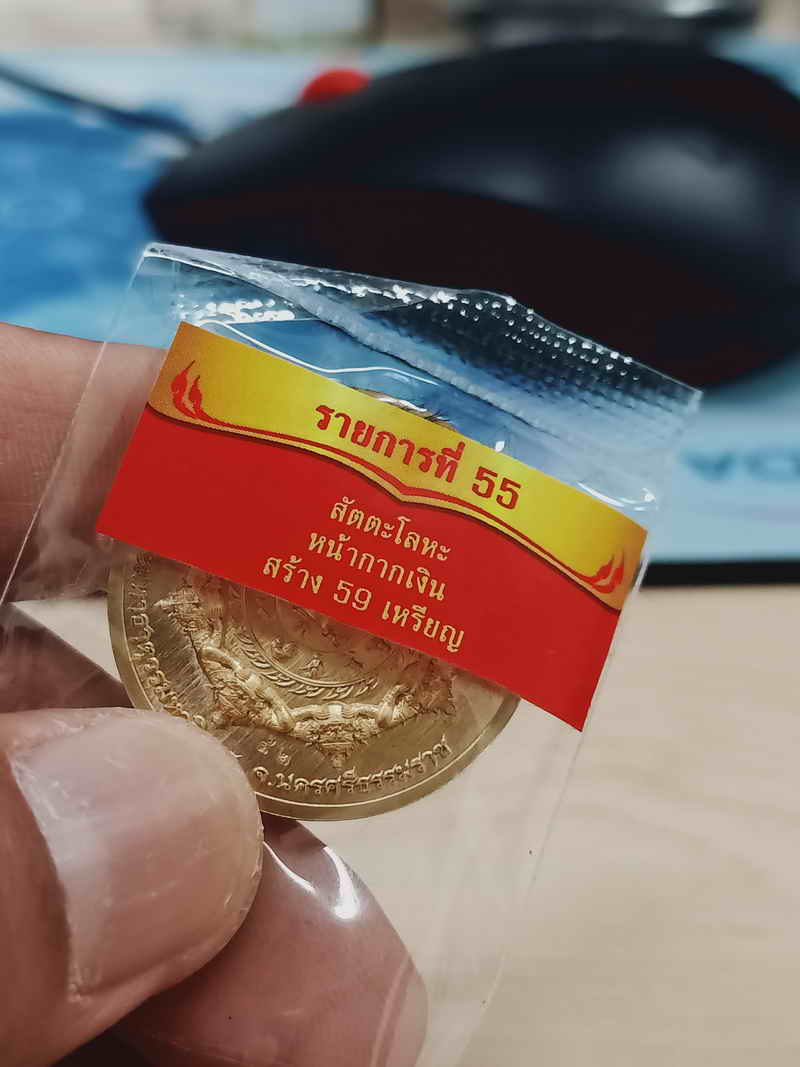 รายการที่ 55
สัตตะโลหะ
หน้ากากเงิน
สร้าง 59 เหรียญ
๕๒
จ.นครศรีธรรมราช